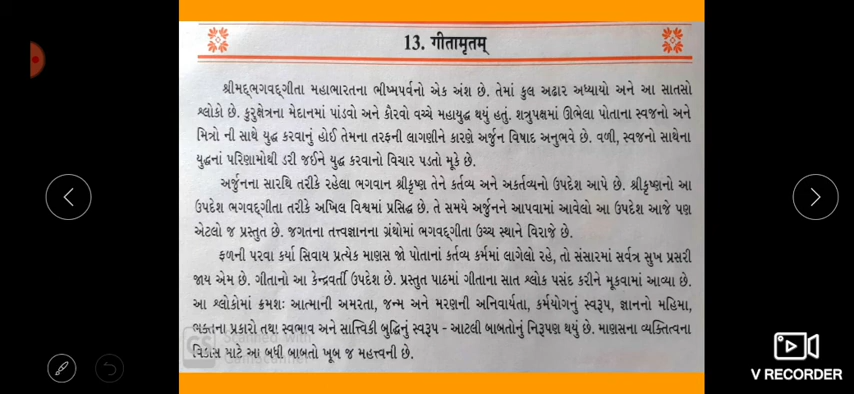 13. गीतामृतम्
શ્રીમદ્ભગવદ્ગીતા મહાભારતના ભીષ્મપર્વનો એક અંશ છે. તેમાં કુલ અઢાર અધ્યાયો અને આ સાતસો
શ્લોકો છે. કુરુક્ષેત્રના મેદાનમાં પાંડવો અને કૌરવો વચ્ચે મહાયુદ્ધ થયું હતું. શત્રુપક્ષમાં ઊભેલા પોતાના સ્વજનો અને
મિત્રો ની સાથે યુદ્ધ કરવાનું હોઈ તેમના તરફની લાગણીને કારણે અર્જુન વિષાદ અનુભવે છે. વળી, સ્વજનો સાથેના
યુદ્ધનાં પરિણામોથી ડરી જઈને યુદ્ધ કરવાનો વિચાર પડતો મૂકે છે.
અર્જુનના સારથિ તરીકે રહેલા ભગવાન શ્રીકૃષ્ણ તેને કર્તવ્ય અને અકર્તવ્યનો ઉપદેશ આપે છે. શ્રીકૃષ્ણનો આ
ઉપદેશ ભગવદ્ગીતા તરીકે અખિલ વિશ્વમાં પ્રસિદ્ધ છે. તે સમયે અર્જુનને આપવામાં આવેલો આ ઉપદેશ આજે પણ
એટલો જ પ્રસ્તુત છે. જગતના તત્ત્વજ્ઞાનના ગ્રંથોમાં ભગવદ્ગીતા ઉચ્ચ સ્થાને વિરાજે છે.
ફળની પરવા કર્યા સિવાય પ્રત્યેક માણસ જો પોતાનાં કર્તવ્ય કર્મમાં લાગેલો રહે, તો સંસારમાં સર્વત્ર સુખ પ્રસરી
જાય એમ છે. ગીતાનો આ કેન્દ્રવર્તી ઉપદેશ છે. પ્રસ્તુત પાઠમાં ગીતાના સાત શ્લોક પસંદ કરીને મૂકવામાં આવ્યા છે.
આ શ્લોકોમાં ક્રમશઃ આત્માની અમરતા, જન્મ અને મરણની અનિવાર્યતા, કર્મયોગનું સ્વરૂપ, જ્ઞાનનો મહિમા,
ભક્તના પ્રકારો તથા સ્વભાવ અને સાત્ત્વિકી બુદ્ધિનું સ્વરૂપ - આટલી બાબતોનું નિરૂપણ થયું છે. માણસના વ્યક્તિત્વના
વિકાસ માટે આ બધી બાબતો ખૂબ જ મહત્ત્વની છે.
CS Scanned with
CamScanner
V RECORDER